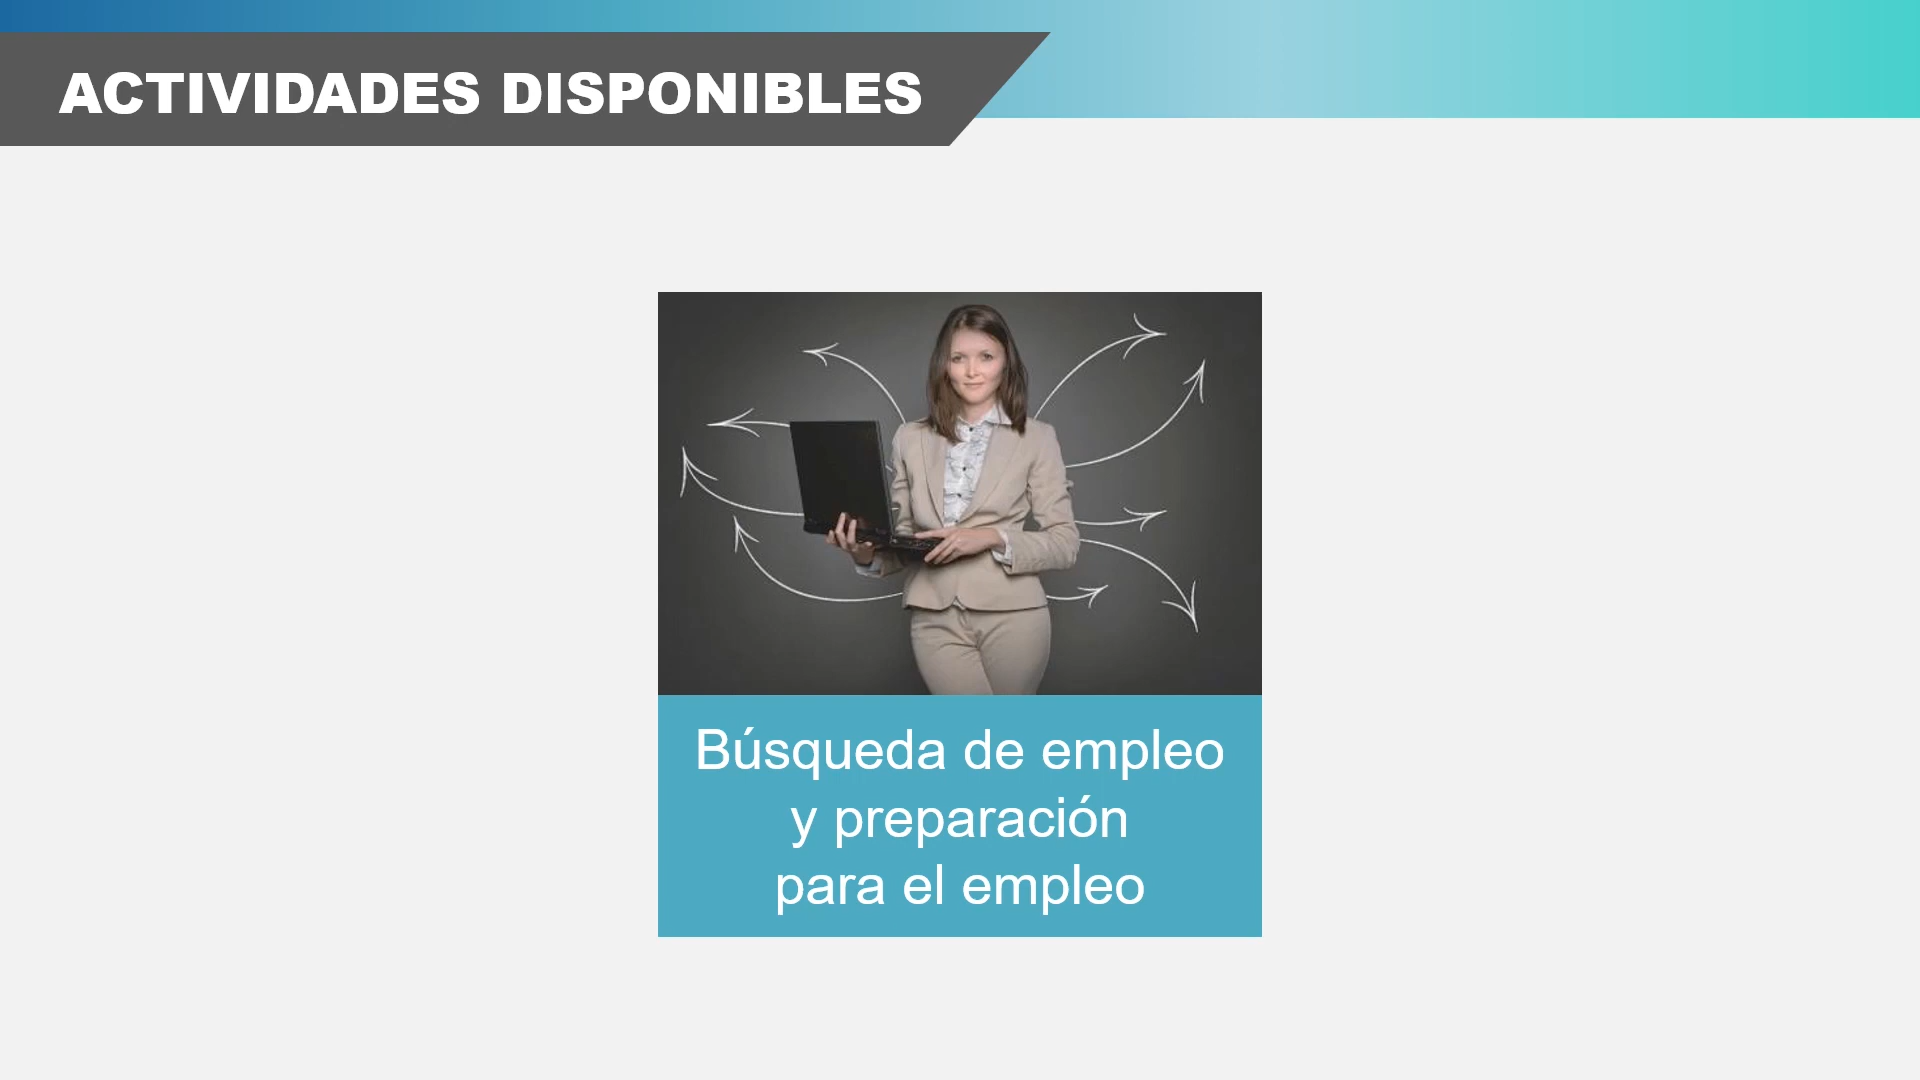 ACTIVIDADES DISPONIBLES
Búsqueda de empleo
y preparación
para el empleo